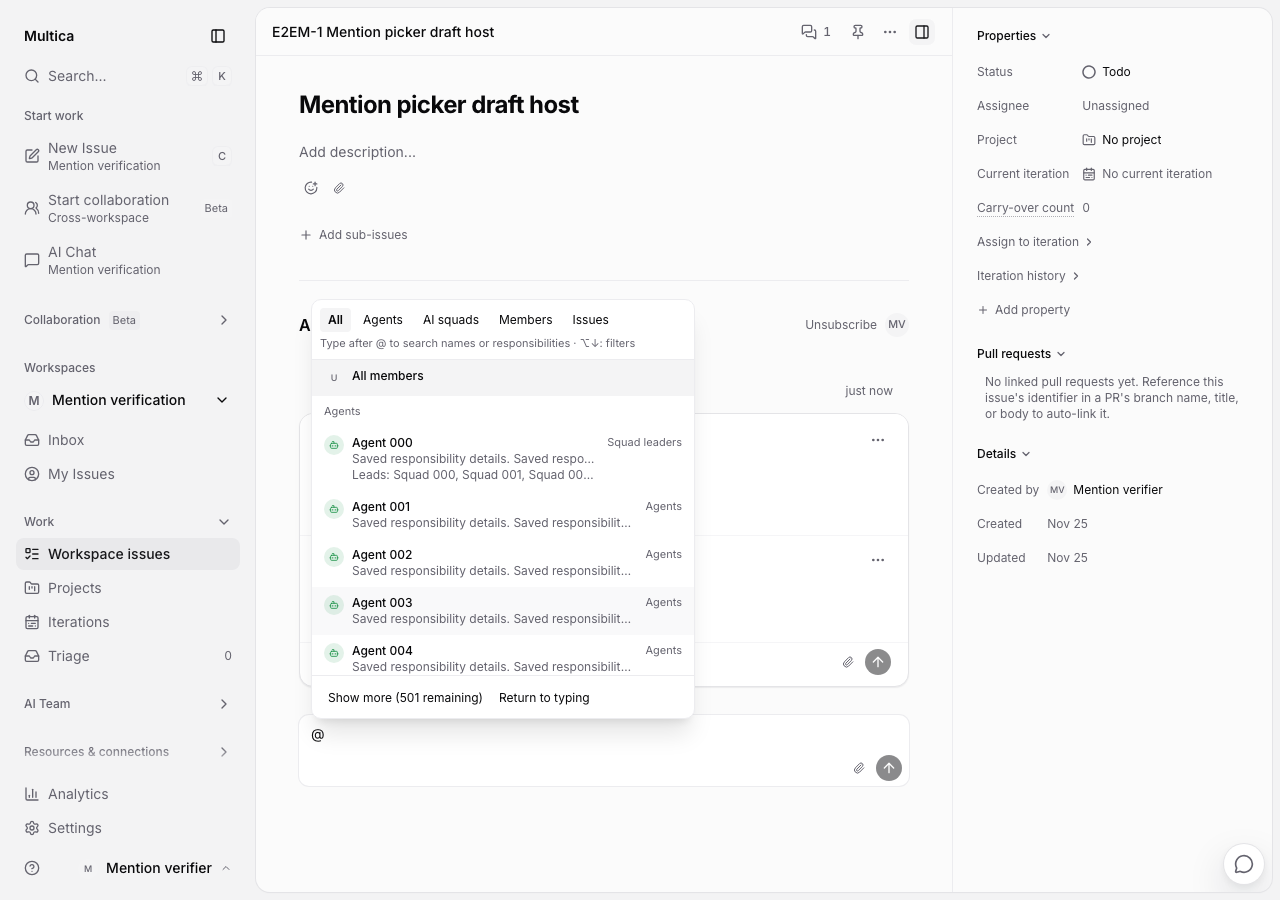 Multica
Search...
⌘ K
Start work
New Issue
Mention verification
C
Start collaboration
Cross-workspace
Beta
AI Chat
Mention verification
Collaboration Beta
Workspaces
M Mention verification
Inbox
My Issues
Work
Workspace issues
Projects
Iterations
Triage 0
AI Team
Resources & connections
Analytics
Settings
M Mention verifier
E2EM-1 Mention picker draft host
1
Mention picker draft host
Add description...
Add sub-issues
A
Unsubscribe MV
just now
All Agents AI squads Members Issues
Type after @ to search names or responsibilities · ⌥↓: filters
U All members
Agents
Agent 000 Squad leaders
Saved responsibility details. Saved respo...
Leads: Squad 000, Squad 001, Squad 00...
Agent 001 Agents
Saved responsibility details. Saved responsibilit...
Agent 002 Agents
Saved responsibility details. Saved responsibilit...
Agent 003 Agents
Saved responsibility details. Saved responsibilit...
Agent 004 Agents
Saved responsibility details. Saved responsibilit...
Show more (501 remaining) Return to typing
@
Properties
Status Todo
Assignee Unassigned
Project No project
Current iteration No current iteration
Carry-over count 0
Assign to iteration
Iteration history
Add property
Pull requests
No linked pull requests yet. Reference this
issue's identifier in a PR's branch name, title,
or body to auto-link it.
Details
Created by MV Mention verifier
Created Nov 25
Updated Nov 25